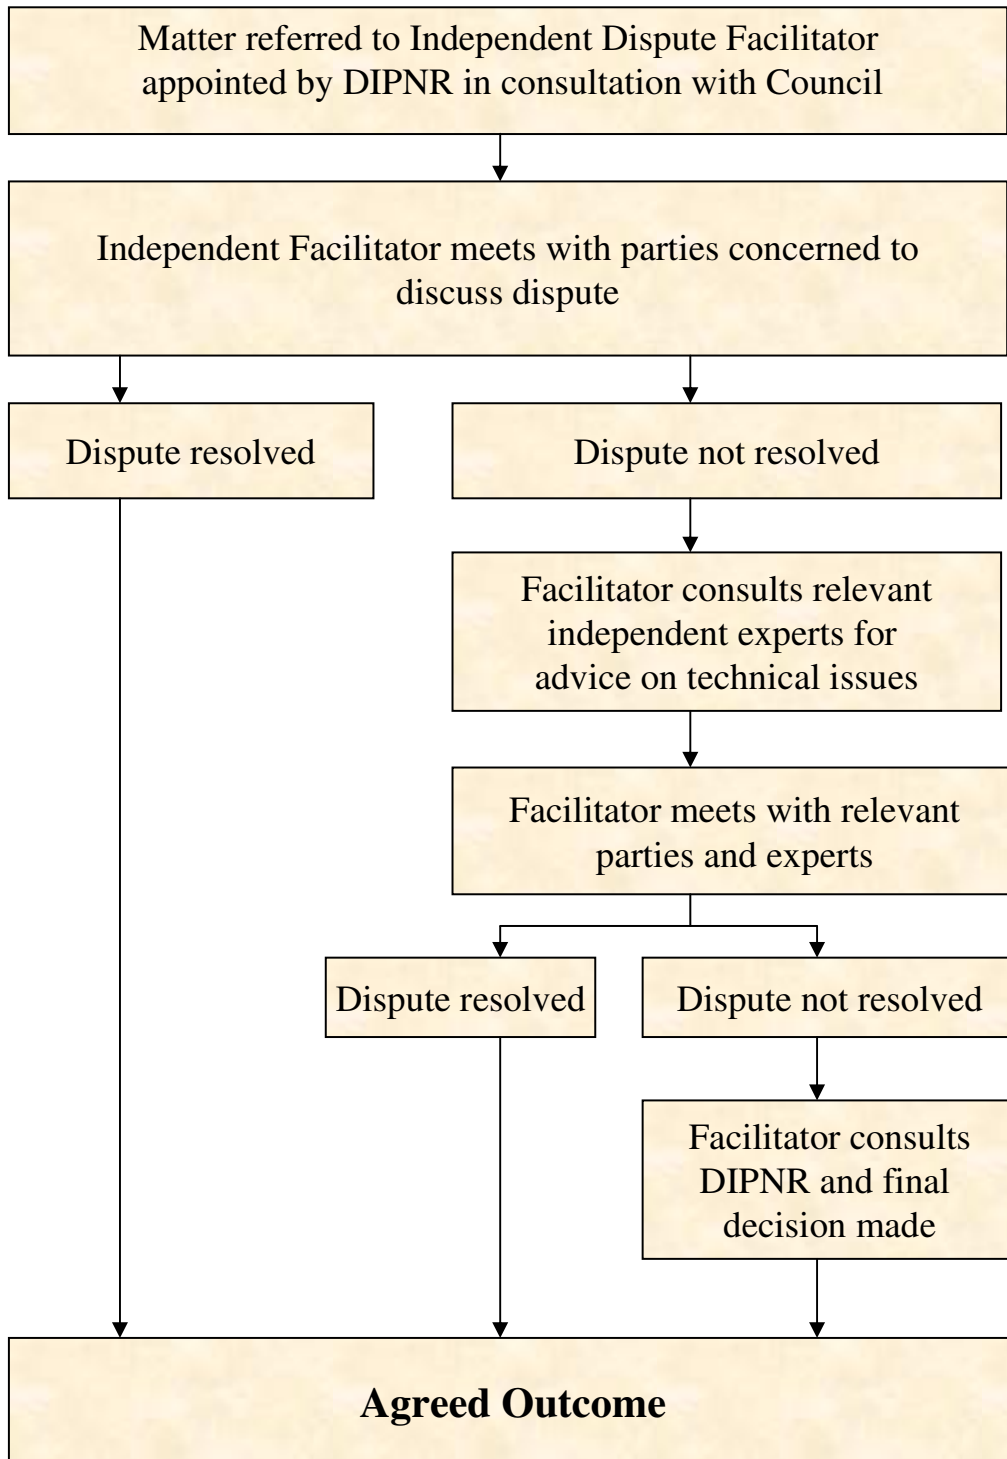 Matter referred to Independent Dispute Facilitator
appointed by DIPNR in consultation with Council
Independent Facilitator meets with parties concerned to
discuss dispute
Dispute resolved
Dispute not resolved
Facilitator consults relevant
independent experts for
advice on technical issues
Facilitator meets with relevant
parties and experts
Dispute resolved
Dispute not resolved
Facilitator consults
DIPNR and final
decision made
Agreed Outcome